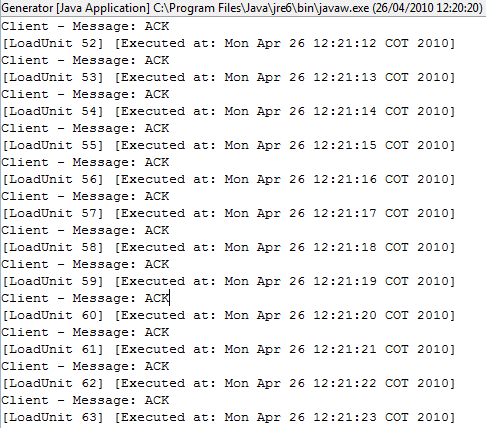 Generator [Java Application] C:\Program Files\Java\jre6\bin\javaw.exe (26/04/2010 12:20:20)
Client - Message: ACK
[LoadUnit 52] [Executed at: Mon Apr 26 12:21:12 COT 2010]
Client - Message: ACK
[LoadUnit 53] [Executed at: Mon Apr 26 12:21:13 COT 2010]
Client - Message: ACK
[LoadUnit 54] [Executed at: Mon Apr 26 12:21:14 COT 2010]
Client - Message: ACK
[LoadUnit 55] [Executed at: Mon Apr 26 12:21:15 COT 2010]
Client - Message: ACK
[LoadUnit 56] [Executed at: Mon Apr 26 12:21:16 COT 2010]
Client - Message: ACK
[LoadUnit 57] [Executed at: Mon Apr 26 12:21:17 COT 2010]
Client - Message: ACK
[LoadUnit 58] [Executed at: Mon Apr 26 12:21:18 COT 2010]
Client - Message: ACK
[LoadUnit 59] [Executed at: Mon Apr 26 12:21:19 COT 2010]
Client - Message: ACK
[LoadUnit 60] [Executed at: Mon Apr 26 12:21:20 COT 2010]
Client - Message: ACK
[LoadUnit 61] [Executed at: Mon Apr 26 12:21:21 COT 2010]
Client - Message: ACK
[LoadUnit 62] [Executed at: Mon Apr 26 12:21:22 COT 2010]
Client - Message: ACK
[LoadUnit 63] [Executed at: Mon Apr 26 12:21:23 COT 2010]